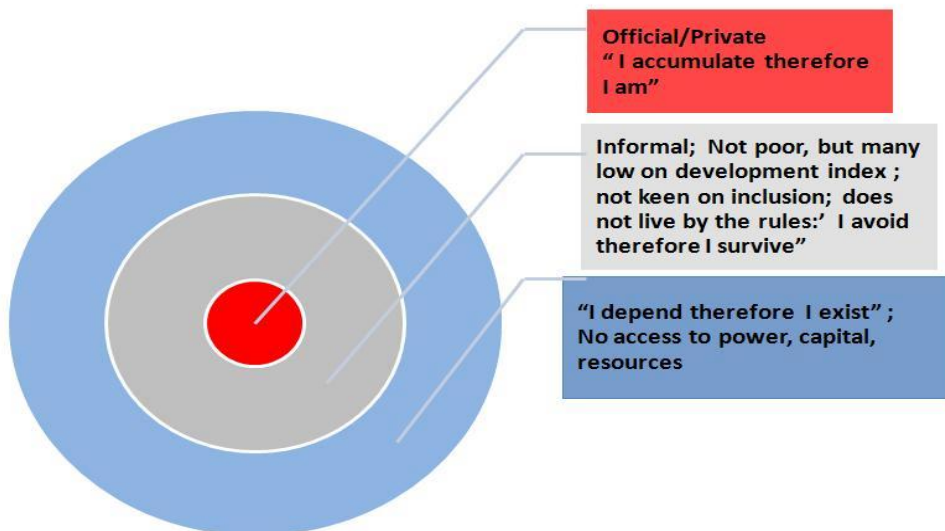 Official/Private
“ I accumulate therefore
I am”
Informal; Not poor, but many
low on development index ;
not keen on inclusion; does
not live by the rules:’ I avoid
therefore I survive”
“I depend therefore I exist” ;
No access to power, capital,
resources